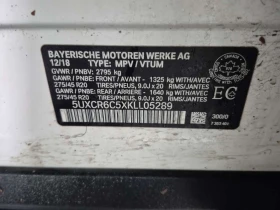 BAYERISCHE MOTOREN WERKE AG
12/18 TYPE: MPV / VTUM
GVWR / PNBV: 2795 kg
GAWR / PNBE: FRONT / AVANT - 1325 kg WITH/AVEC
275/45 R20 TIRES/PNEUS, 9.0J x 20 RIMS/JANTES
GAWR / PNBE: REAR / ARRIERE - 1640 kg WITH/AVEC
275/45 R20 TIRES/PNEUS, 9.0J x 20 RIMS/JANTES
EC
5UXCR6C5XKLL05289
300/0